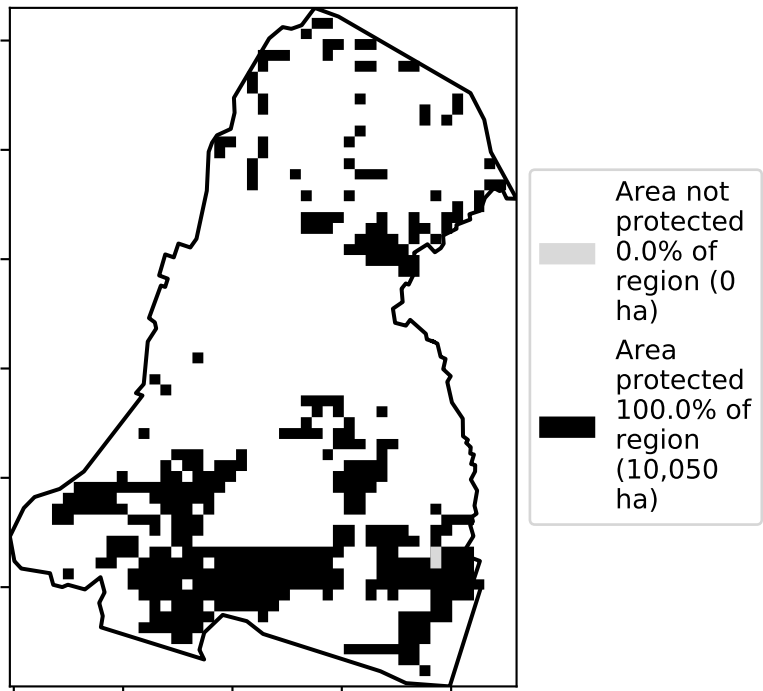 Area not
protected
0.0% of
region (0
ha)
Area
protected
100.0% of
region
(10,050
ha)